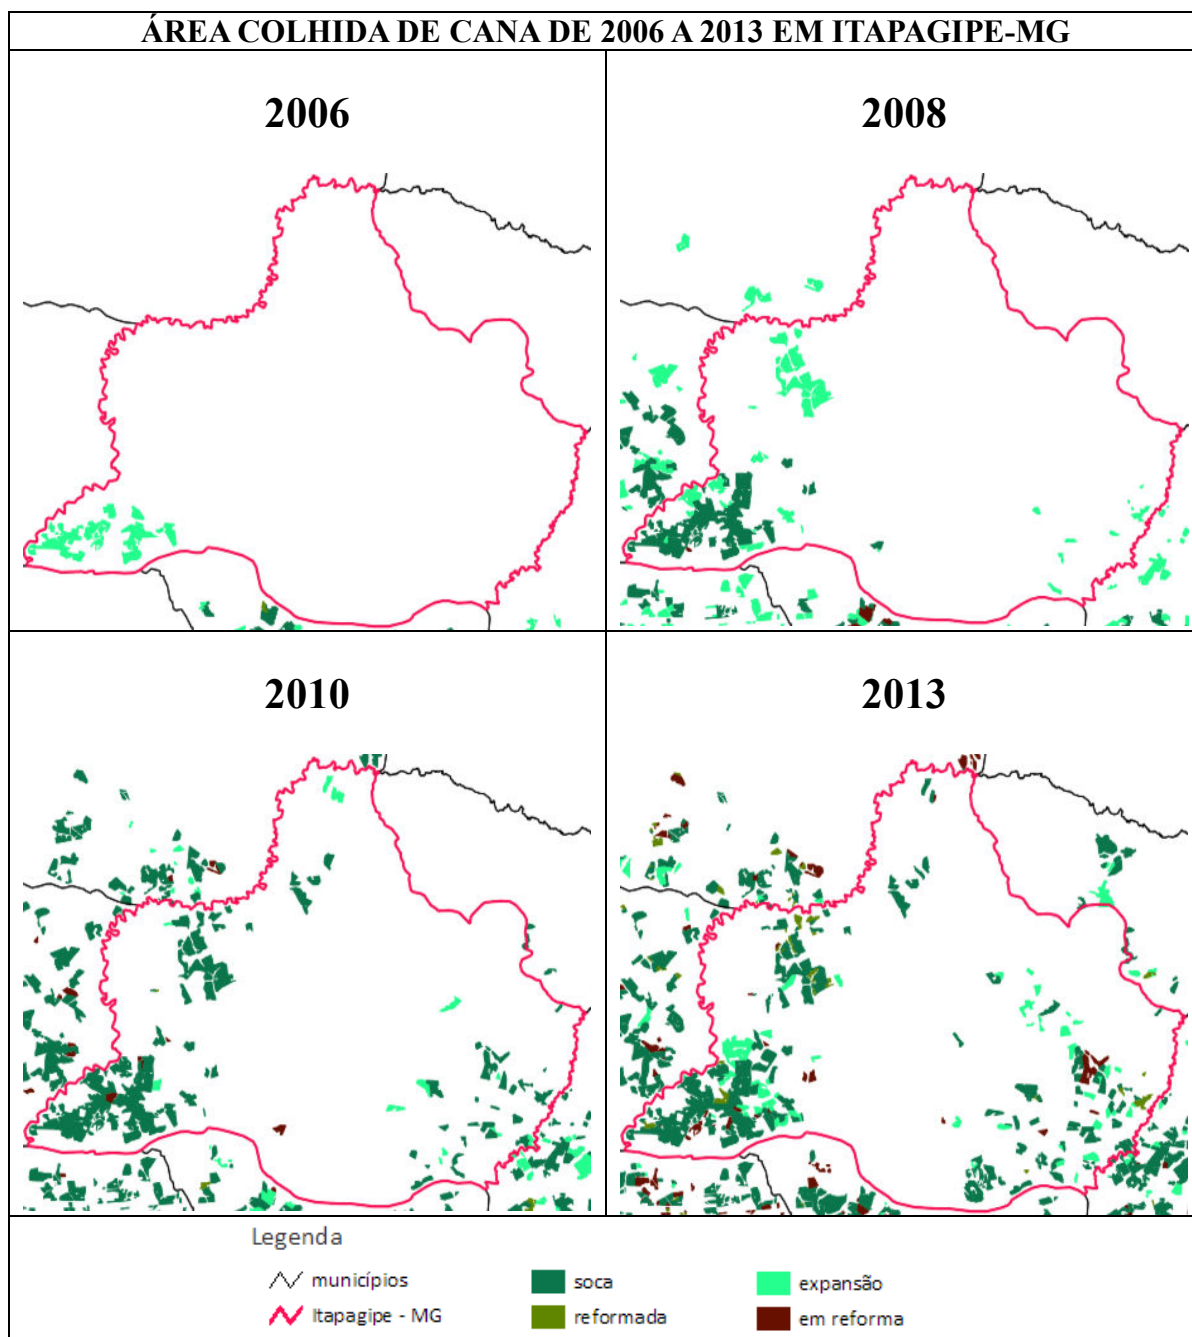 ÁREA COLHIDA DE CANA DE 2006 A 2013 EM ITAPAGIPE-MG
2006
2008
2010
2013
Legenda
municípios
soca
expansão
Itapagipe - MG
reformada
em reforma